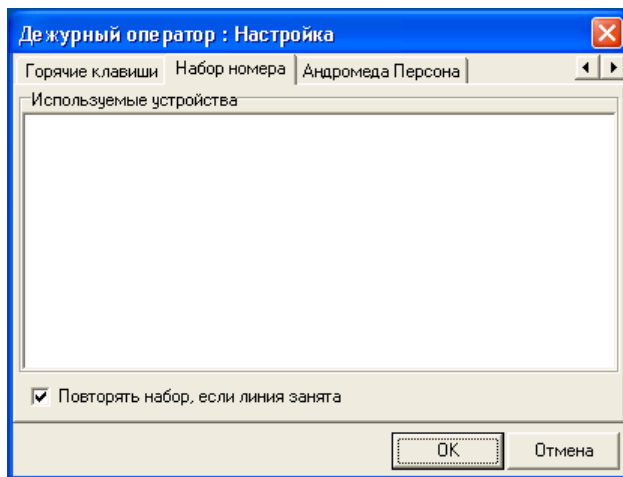 Дежурный оператор : Настройка
Горячие клавиши Набор номера Андромеда Персона
Используемые устройства
Повторять набор, если линия занята
OK Отмена